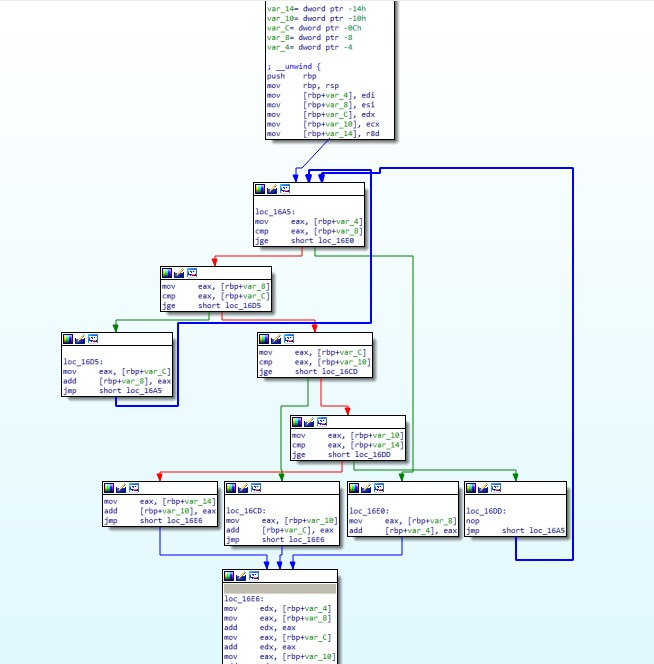 var_14= dword ptr -14h
var_10= dword ptr -10h
var_C= dword ptr -0Ch
var_8= dword ptr -8
var_4= dword ptr -4
; __unwind {
push rbp
mov rbp, rsp
mov [rbp+var_4], edi
mov [rbp+var_8], esi
mov [rbp+var_C], edx
mov [rbp+var_10], ecx
mov [rbp+var_14], r8d
loc_16A5:
mov eax, [rbp+var_4]
cmp eax, [rbp+var_8]
jge short loc_16E0
mov eax, [rbp+var_8]
cmp eax, [rbp+var_C]
jge short loc_16D5
loc_16D5:
mov eax, [rbp+var_C]
add [rbp+var_8], eax
jmp short loc_16A5
mov eax, [rbp+var_C]
cmp eax, [rbp+var_10]
jge short loc_16CD
mov eax, [rbp+var_10]
cmp eax, [rbp+var_14]
jge short loc_16DD
mov eax, [rbp+var_14]
add [rbp+var_10], eax
jmp short loc_16E6
loc_16CD:
mov eax, [rbp+var_10]
add [rbp+var_C], eax
jmp short loc_16E6
loc_16E0:
mov eax, [rbp+var_8]
add [rbp+var_4], eax
loc_16DD:
nop
jmp short loc_16A5
loc_16E6:
mov edx, [rbp+var_4]
mov eax, [rbp+var_8]
add edx, eax
mov eax, [rbp+var_C]
add edx, eax
mov eax, [rbp+var_10]